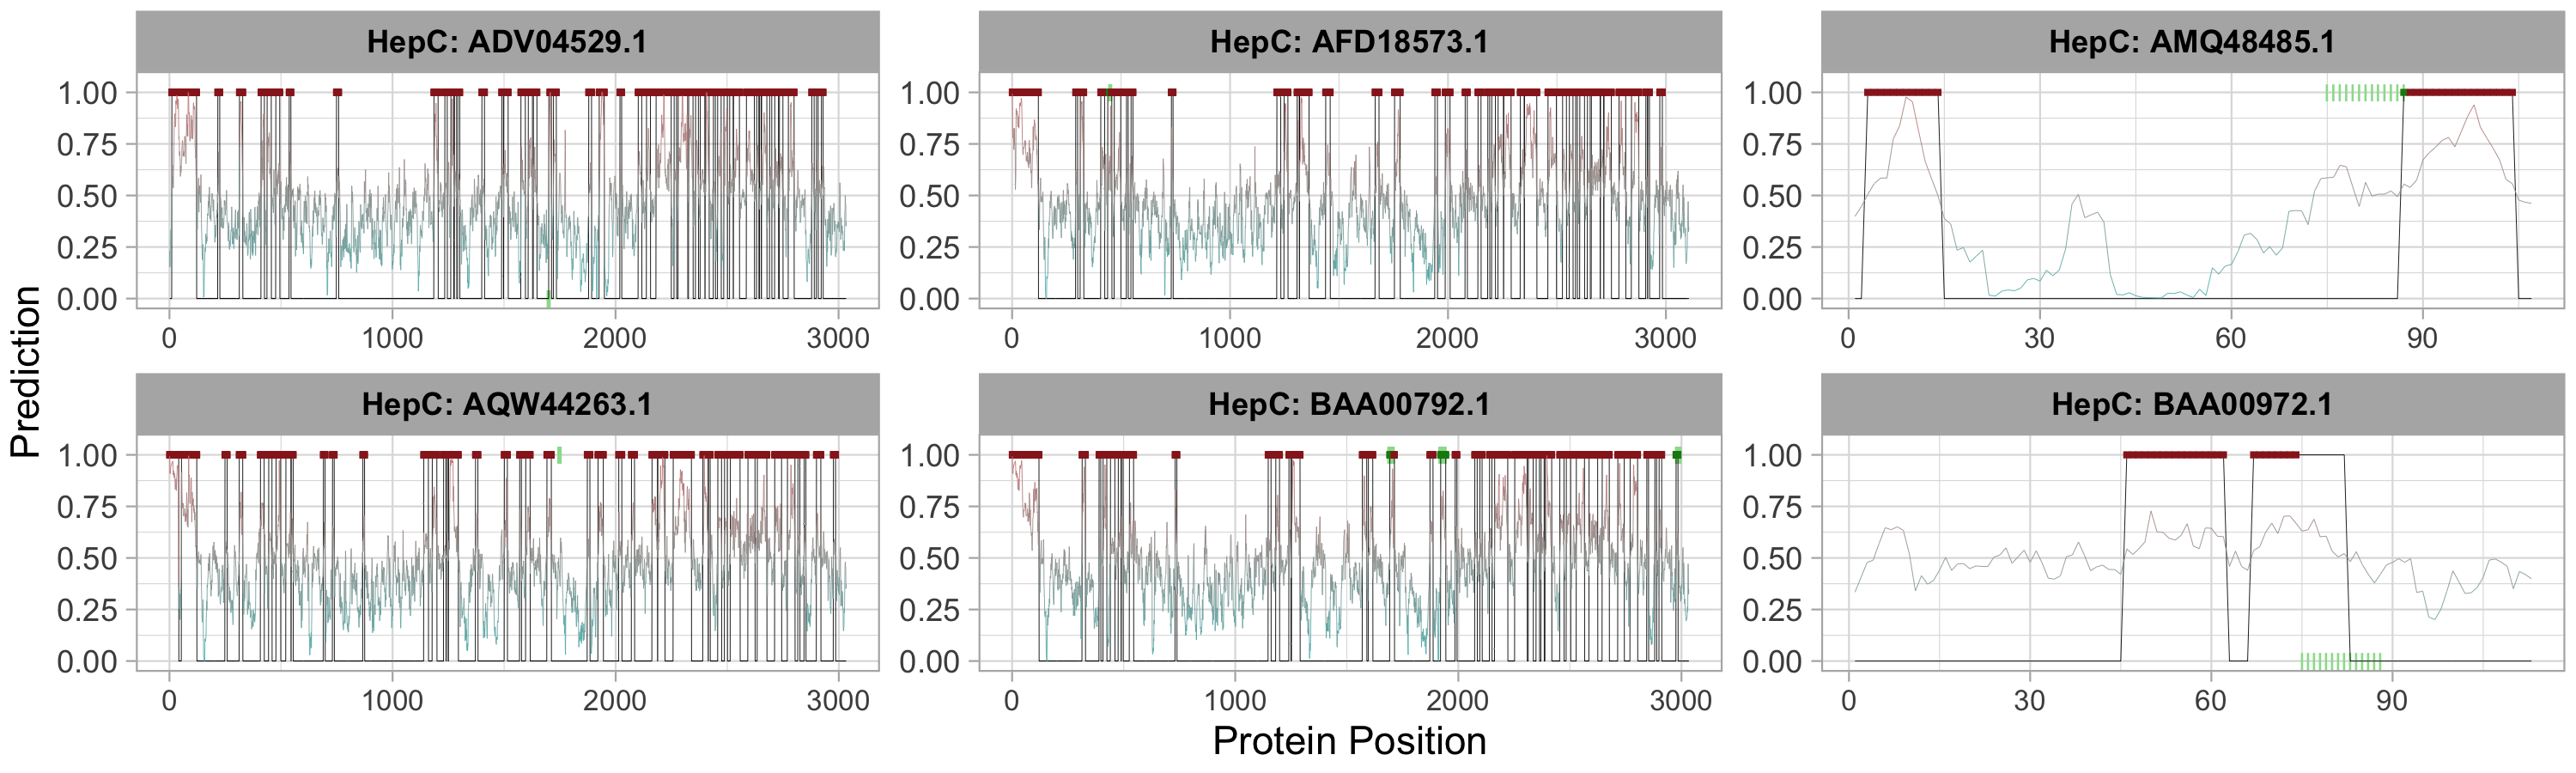 HepC: ADV04529.1
HepC: AFD18573.1
HepC: AMQ48485.1
1.00
0.75
0.50
0.25
0.00
0 1000 2000 3000
1.00
0.75
0.50
0.25
0.00
0 1000 2000 3000
1.00
0.75
0.50
0.25
0.00
0 30 60 90
HepC: AQW44263.1
HepC: BAA00792.1
HepC: BAA00972.1
1.00
0.75
0.50
0.25
0.00
0 1000 2000 3000
1.00
0.75
0.50
0.25
0.00
0 1000 2000 3000
1.00
0.75
0.50
0.25
0.00
0 30 60 90
Prediction
Protein Position